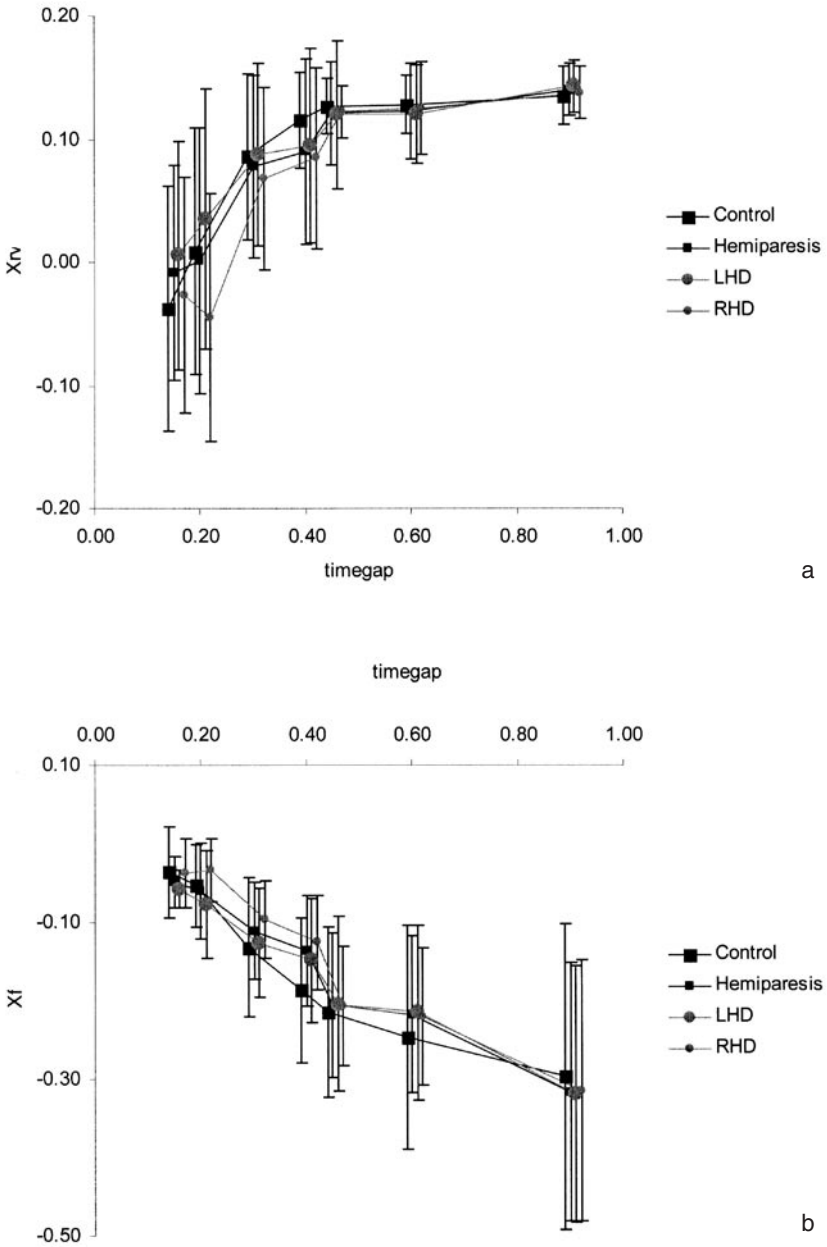 0.20
0.10
0.00
-0.10
-0.20
Xrv
0.00 0.20 0.40 0.60 0.80 1.00
timegap
Control
Hemiparesis
LHD
RHD
a
timegap
0.00 0.20 0.40 0.60 0.80 1.00
0.10
-0.10
-0.30
-0.50
Xf
Control
Hemiparesis
LHD
RHD
b